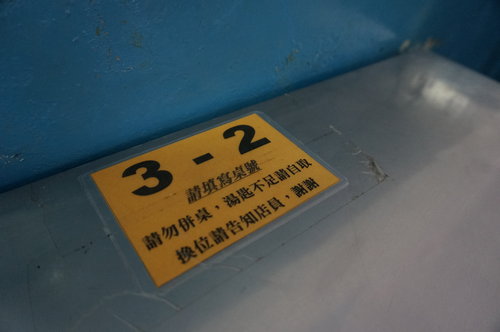 3 - 2
請填寫桌號
請勿併桌，湯匙不足請自取
換位請告知店員，謝謝